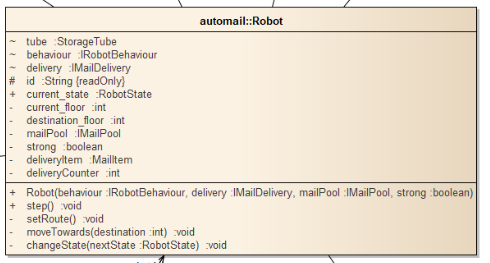 automail::Robot
~ tube :StorageTube
~ behaviour :IRobotBehaviour
~ delivery :IMailDelivery
# id :String {readOnly}
+ current_state :RobotState
- current_floor :int
- destination_floor :int
- mailPool :IMailPool
- strong :boolean
- deliveryItem :MailItem
- deliveryCounter :int
+ Robot(behaviour :IRobotBehaviour, delivery :IMailDelivery, mailPool :IMailPool, strong :boolean)
+ step() :void
- setRoute() :void
- moveTowards(destination :int) :void
- changeState(nextState :RobotState) :void